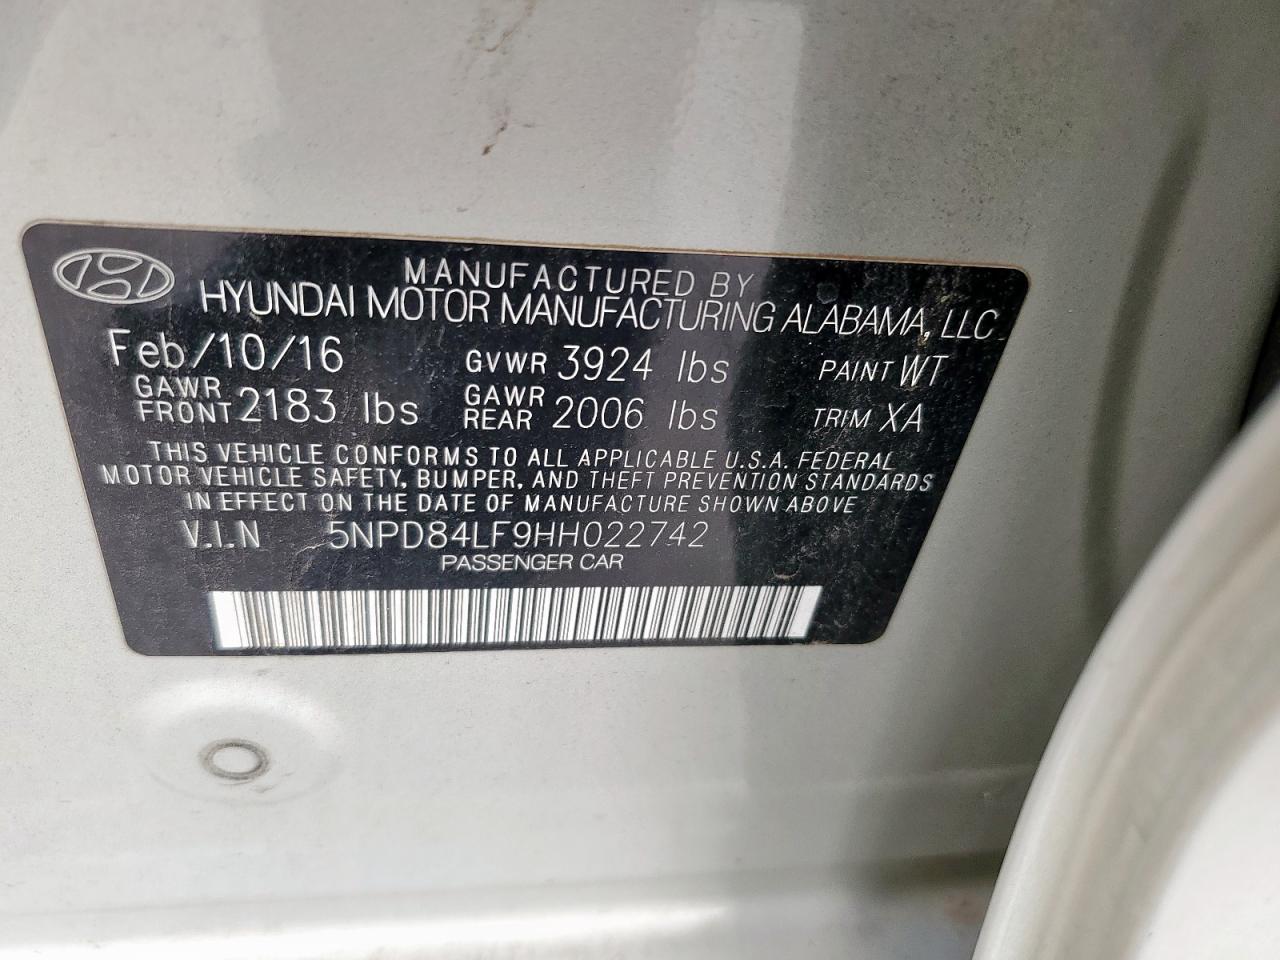 MANUFACTURED BY
HYUNDAI MOTOR MANUFACTURING ALABAMA, LLC
Feb/10/16 GVWR 3924 lbs PAINT WT
GAWR FRONT 2183 lbs GAWR REAR 2006 lbs TRIM XA
THIS VEHICLE CONFORMS TO ALL APPLICABLE U.S.A. FEDERAL
MOTOR VEHICLE SAFETY, BUMPER, AND THEFT PREVENTION STANDARDS
IN EFFECT ON THE DATE OF MANUFACTURE SHOWN ABOVE
V.I.N 5NPD84LF9HH022742
PASSENGER CAR